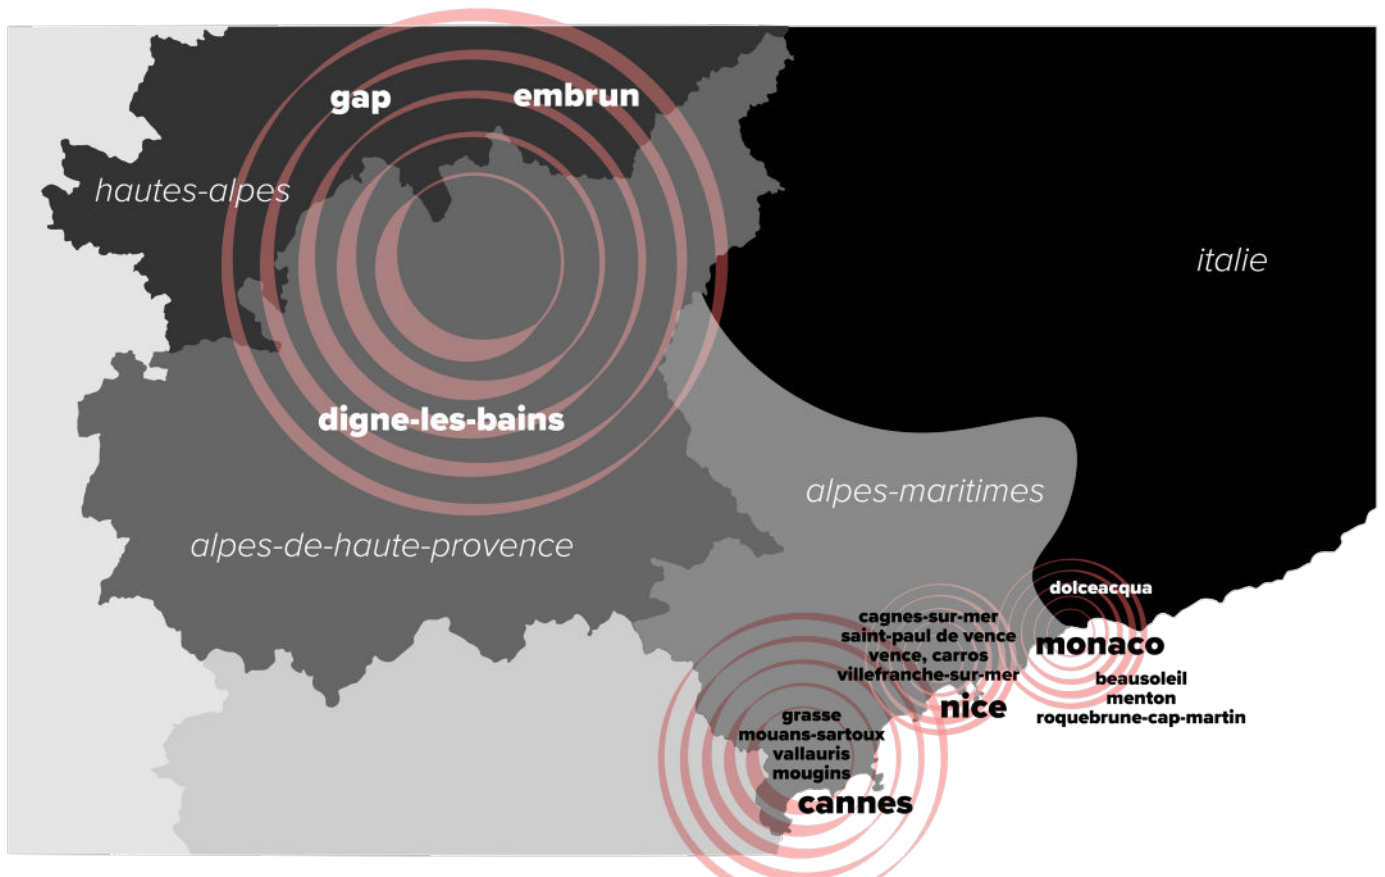 gap
embrun
hautes-alpes
italie
digne-les-bains
alpes-maritimes
alpes-de-haute-provence
dolceacqua
cagnes-sur-mer
saint-paul de vence
vence, carros
villefranche-sur-mer
monaco
beausoleil
menton
roquebrune-cap-martin
nice
grasse
mouans-sartoux
vallauris
mougins
cannes